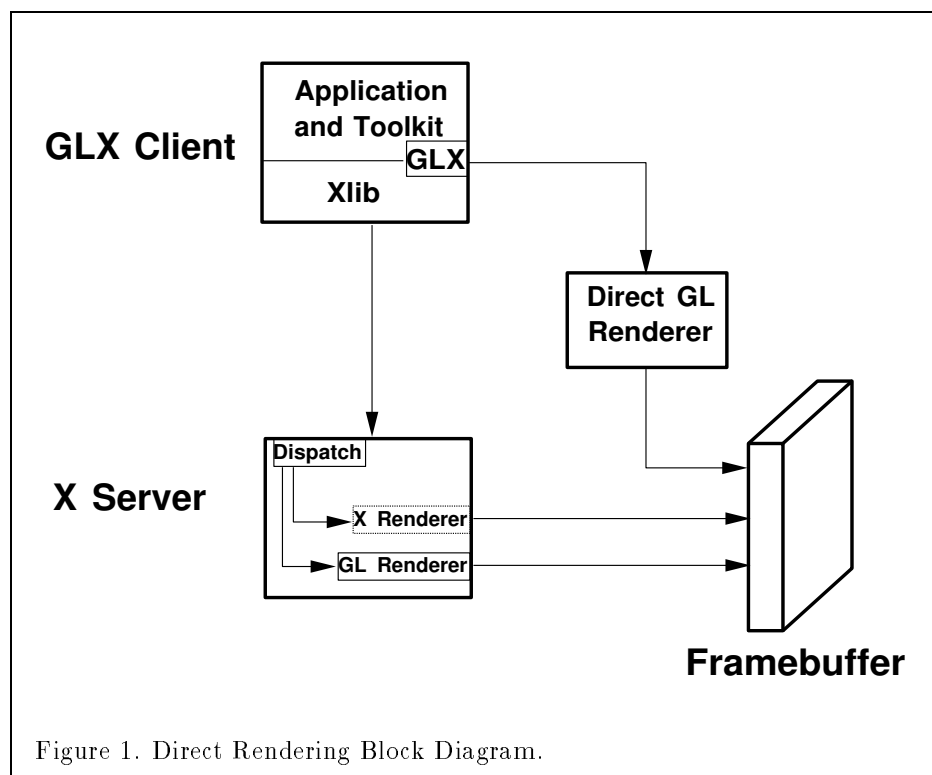 Application
and Toolkit
GLX Client
GLX
Xlib
Direct GL
Renderer
Dispatch
X Server
X Renderer
GL Renderer
Framebuffer
Figure 1. Direct Rendering Block Diagram.